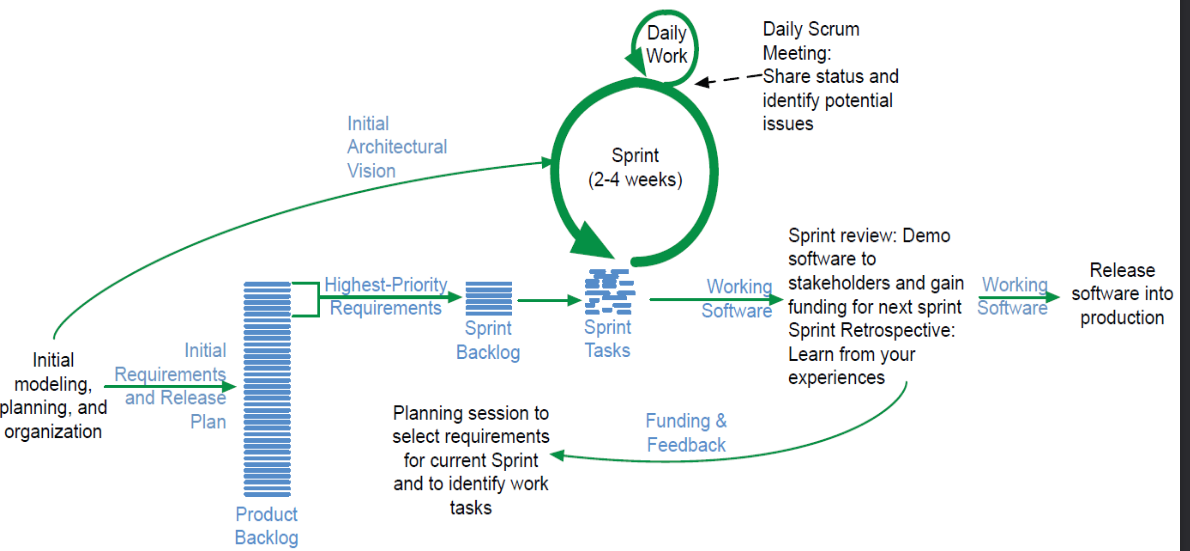 Daily
Work
Daily Scrum
Meeting:
Share status and
identify potential
issues
Initial
Architectural
Vision
Sprint
(2-4 weeks)
Sprint review: Demo
software to
stakeholders and gain
funding for next sprint
Sprint Retrospective:
Learn from your
experiences
Highest-Priority
Requirements
Sprint
Backlog
Sprint
Tasks
Working
Software
Working
Software
Release
software into
production
Initial
modeling,
planning, and
organization
Initial
Requirements
and Release
Plan
Planning session to
select requirements
for current Sprint
and to identify work
tasks
Funding &
Feedback
Product
Backlog